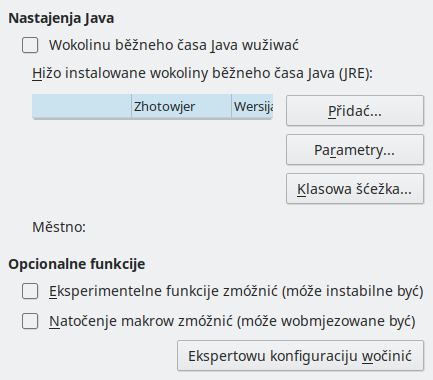 Nastajenja Java
Wokolinu běžneho časa Java wužiwać
Hižo instalowane wokoliny běžneho časa Java (JRE):
Zhotowjer Wersija
Přidać...
Parametry...
Klasowa šćežka...
Městno:
Opcionalne funkcije
Eksperimentelne funkcije zmóžnić (móže instabilne być)
Natočenje makrow zmóžnić (móže wobmjezowane być)
Ekspertowu konfiguraciju wočinić